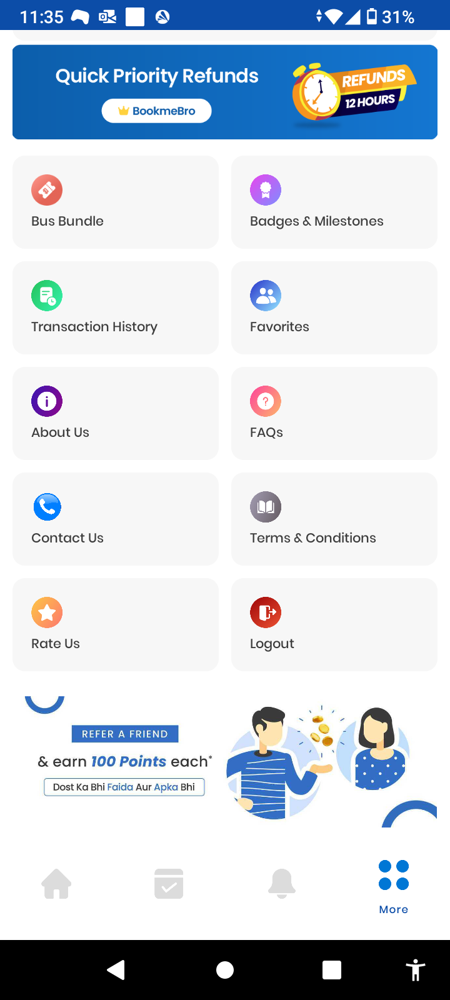 11:35
31%
Quick Priority Refunds
BookmeBro
REFUNDS
12 HOURS
Bus Bundle
Badges & Milestones
Transaction History
Favorites
About Us
FAQs
Contact Us
Terms & Conditions
Rate Us
Logout
REFER A FRIEND
& earn 100 Points each*
Dost Ka Bhi Faida Aur Apka Bhi
More